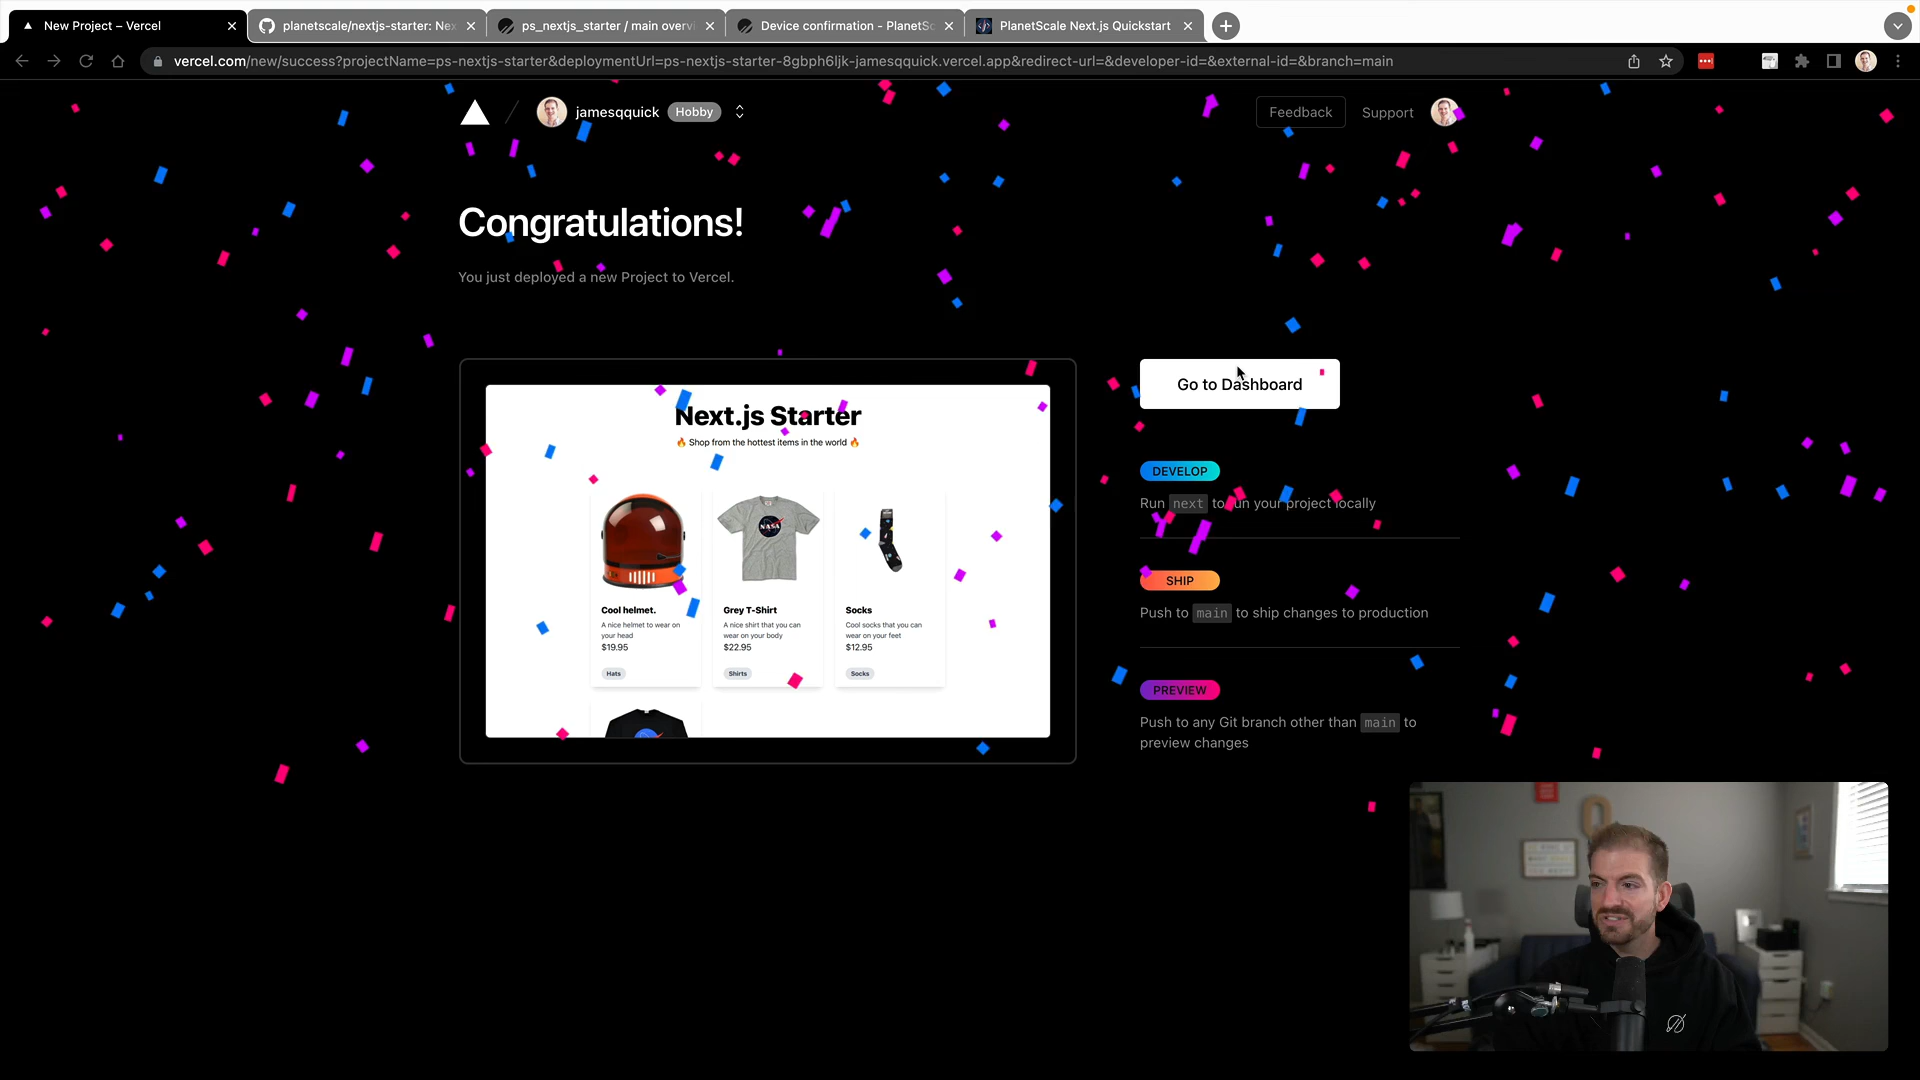 New Project – Vercel
planetscale/nextjs-starter: Nex
ps_nextjs_starter / main overvi
Device confirmation - PlanetSc
PlanetScale Next.js Quickstart
vercel.com/new/success?projectName=ps-nextjs-starter&deploymentUrl=ps-nextjs-starter-8gbph6ljk-jamesqquick.vercel.app&redirect-url=&developer-id=&external-id=&branch=main
jamesqquick
Hobby
Feedback
Support
Congratulations!
You just deployed a new Project to Vercel.
Next.js Starter
🔥 Shop from the hottest items in the world 🔥
NASA
Cool helmet.
A nice helmet to wear on
your head
$19.95
Hats
Grey T-Shirt
A nice shirt that you can
wear on your body
$22.95
Shirts
Socks
Cool socks that you can
wear on your feet
$12.95
Socks
Go to Dashboard
DEVELOP
Run next to run your project locally
SHIP
Push to main to ship changes to production
PREVIEW
Push to any Git branch other than main to
preview changes